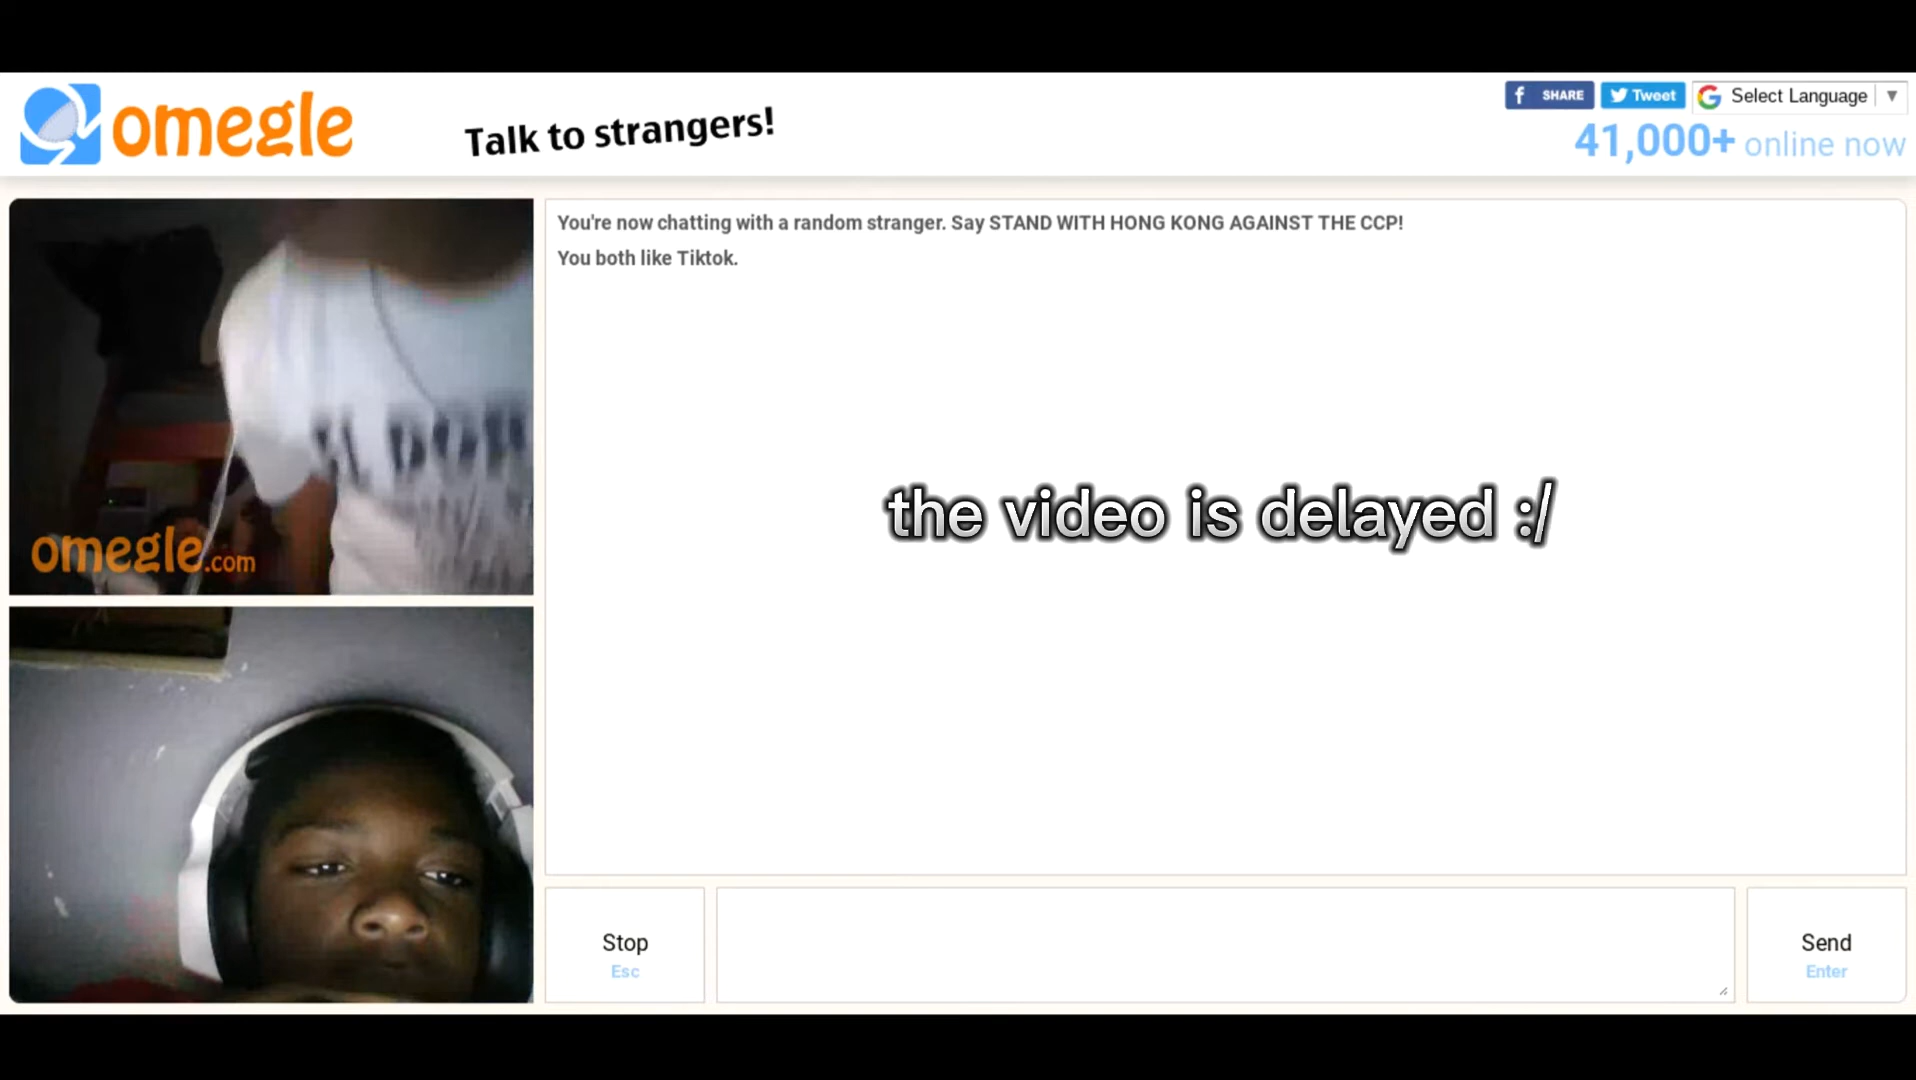 omegle
Talk to strangers!
SHARE
Tweet
Select Language
41,000+ online now
You're now chatting with a random stranger. Say STAND WITH HONG KONG AGAINST THE CCP!
You both like Tiktok.
omegle.com
the video is delayed :/
Stop
Esc
Send
Enter